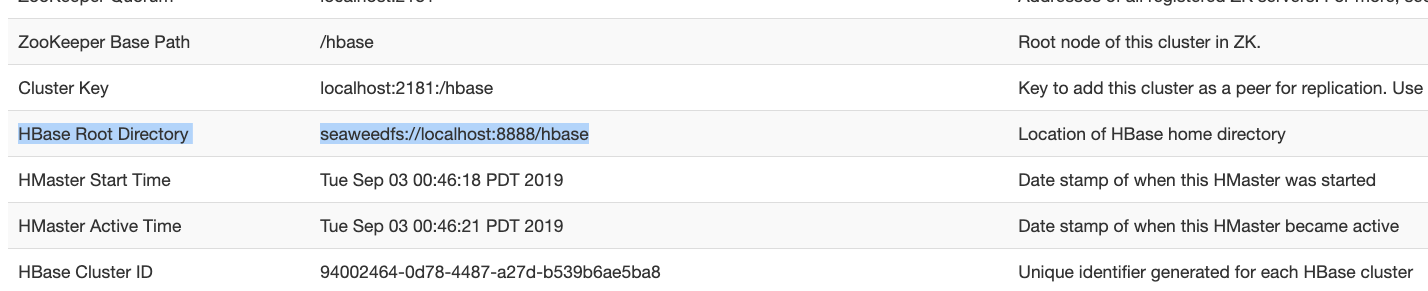 ZooKeeper Base Path /hbase Root node of this cluster in ZK.
Cluster Key localhost:2181:/hbase Key to add this cluster as a peer for replication. Use
HBase Root Directory seaweedfs://localhost:8888/hbase Location of HBase home directory
HMaster Start Time Tue Sep 03 00:46:18 PDT 2019 Date stamp of when this HMaster was started
HMaster Active Time Tue Sep 03 00:46:21 PDT 2019 Date stamp of when this HMaster became active
HBase Cluster ID 94002464-0d78-4487-a27d-b539b6ae5ba8 Unique identifier generated for each HBase cluster